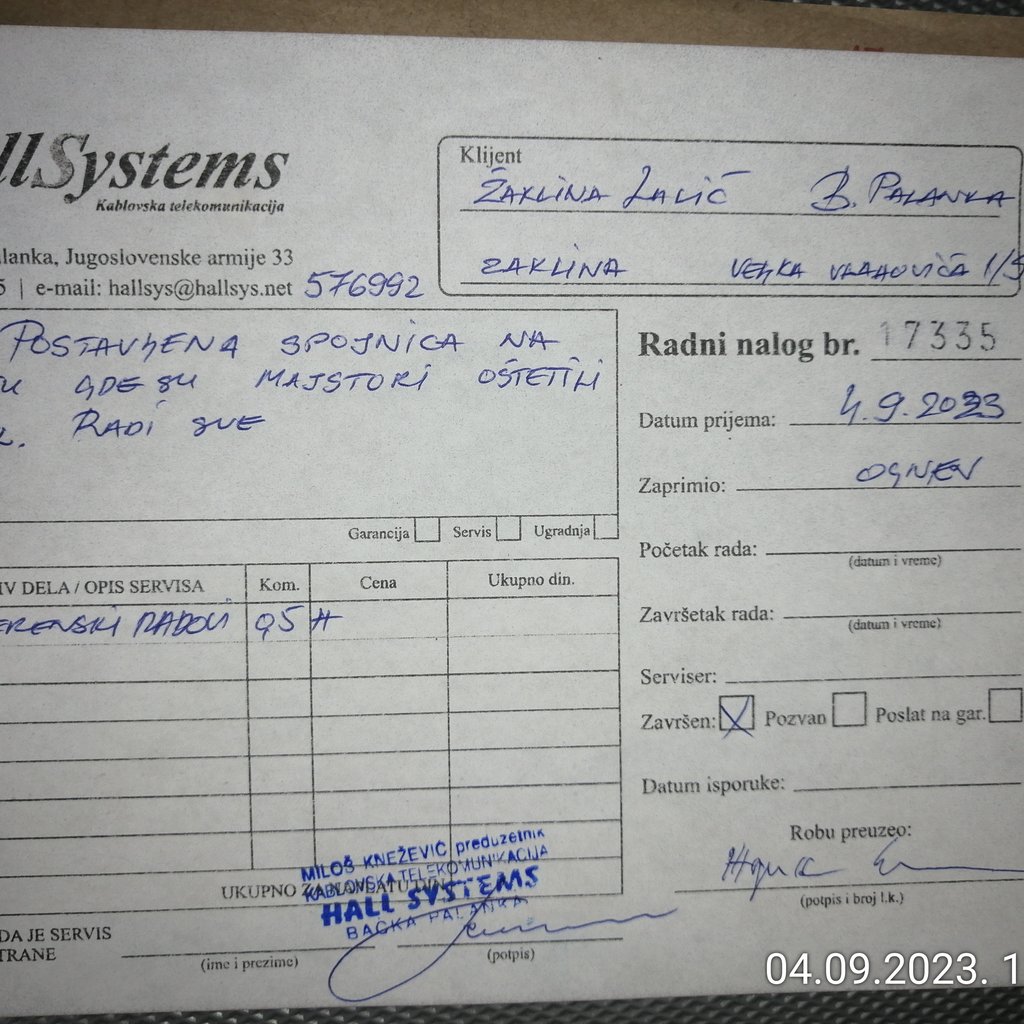 llSystems
Kablovska telekomunikacija
lanka, Jugoslovenske armije 33
5 | e-mail: hallsys@hallsys.net 576992
Klijent
ŽAKLINA LALIĆ B. PALANKA
ZAKLINA VELJKA VLAHOVIĆA 1/5
POSTAVLJENA SPOJNICA NA
GDE SU MAJSTORI OŠTETILI
RADI SVE
Garancija Servis Ugradnja
IV DELA / OPIS SERVISA Kom. Cena Ukupno din.
ERENSKI RADOVI 0,5 H
UKUPNO
Radni nalog br. 17335
Datum prijema: 4.9.2023
Zaprimio: OGNJEN
Početak rada:
(datum i vreme)
Završetak rada:
(datum i vreme)
Serviser:
Završen: X Pozvan Poslat na gar.
Datum isporuke:
Robu preuzeo:
(potpis i broj l.k.)
MILOŠ KNEŽEVIĆ preduzetnik
KABLOVSKA TELEKOMUNIKACIJA
HALL SYSTEMS
BAČKA PALANKA
DA JE SERVIS
TRANE
(ime i prezime) (potpis)
04.09.2023. 1